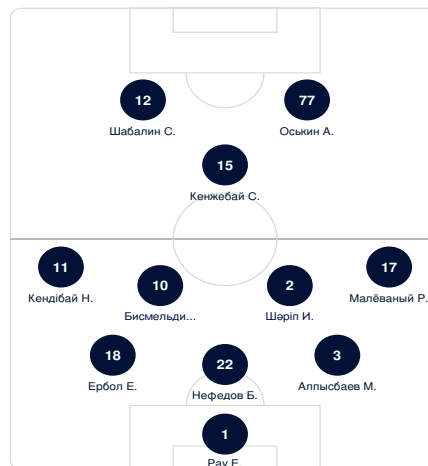 12
77
Шабалин С.
Оськин А.
15
Кенжебай С.
11
17
10
2
Кендібай Н.
Малёваный Р.
Бисмельди...
Шәріп И.
18
22
3
Ербол Е.
Алпысбаев М.
Нефедов Б.
1
Рау Е.